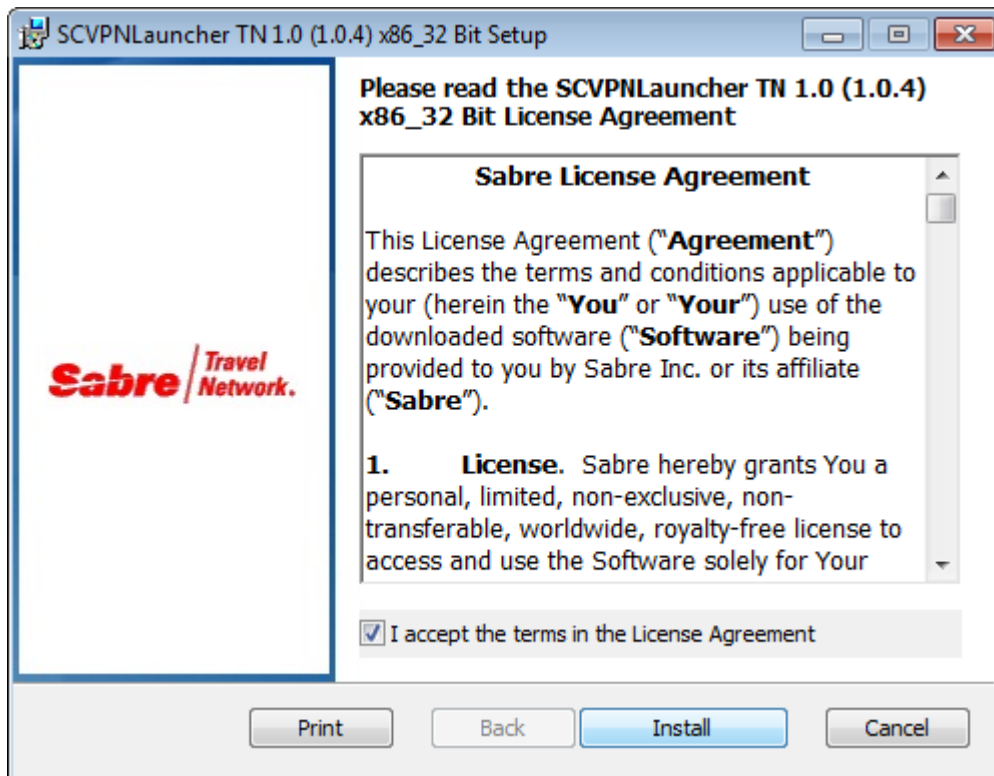 SCVPNLauncher TN 1.0 (1.0.4) x86_32 Bit Setup
Please read the SCVPNLauncher TN 1.0 (1.0.4)
x86_32 Bit License Agreement
Sabre License Agreement
This License Agreement (“Agreement”)
describes the terms and conditions applicable to
your (herein the “You” or “Your”) use of the
downloaded software (“Software”) being
provided to you by Sabre Inc. or its affiliate
(“Sabre”).
1. License. Sabre hereby grants You a
personal, limited, non-exclusive, non-
transferable, worldwide, royalty-free license to
access and use the Software solely for Your
Sabre Travel
Network.
I accept the terms in the License Agreement
Print Back Install Cancel